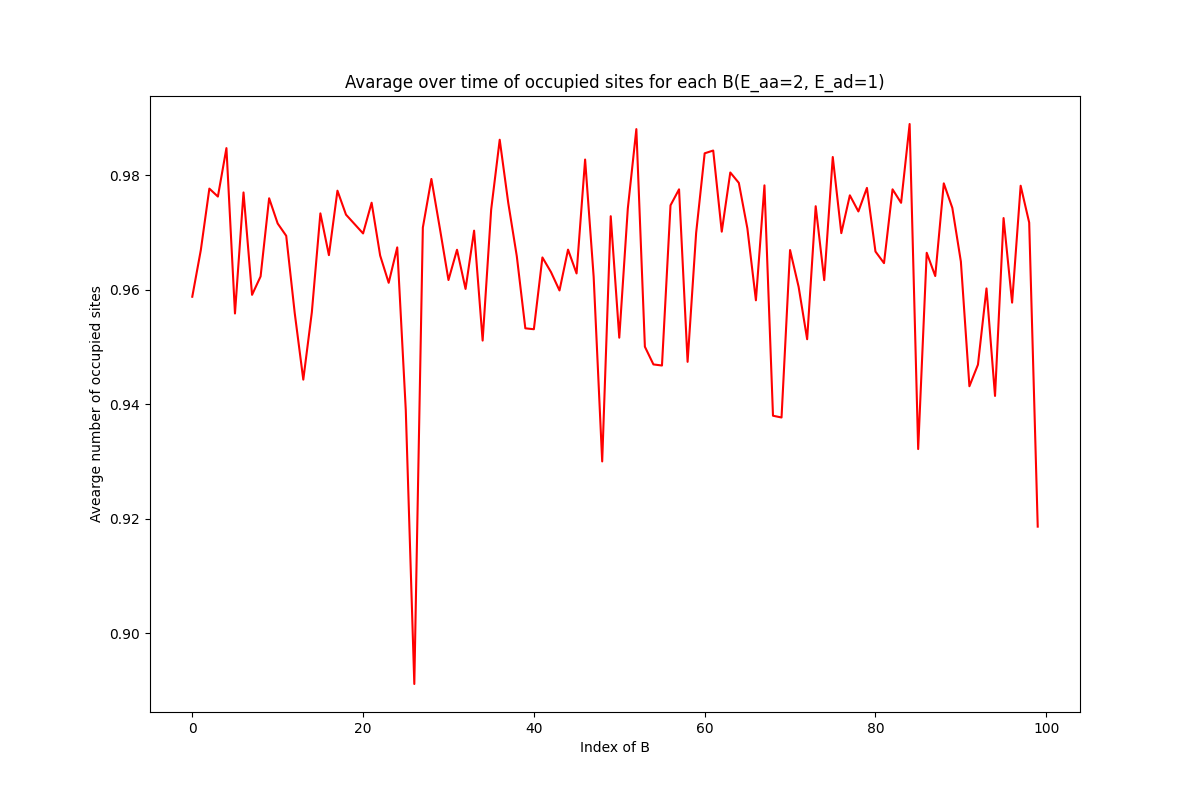 Avarage over time of occupied sites for each B(E_aa=2, E_ad=1)
Avearge number of occupied sites
0.98
0.96
0.94
0.92
0.90
0 20 40 60 80 100
Index of B